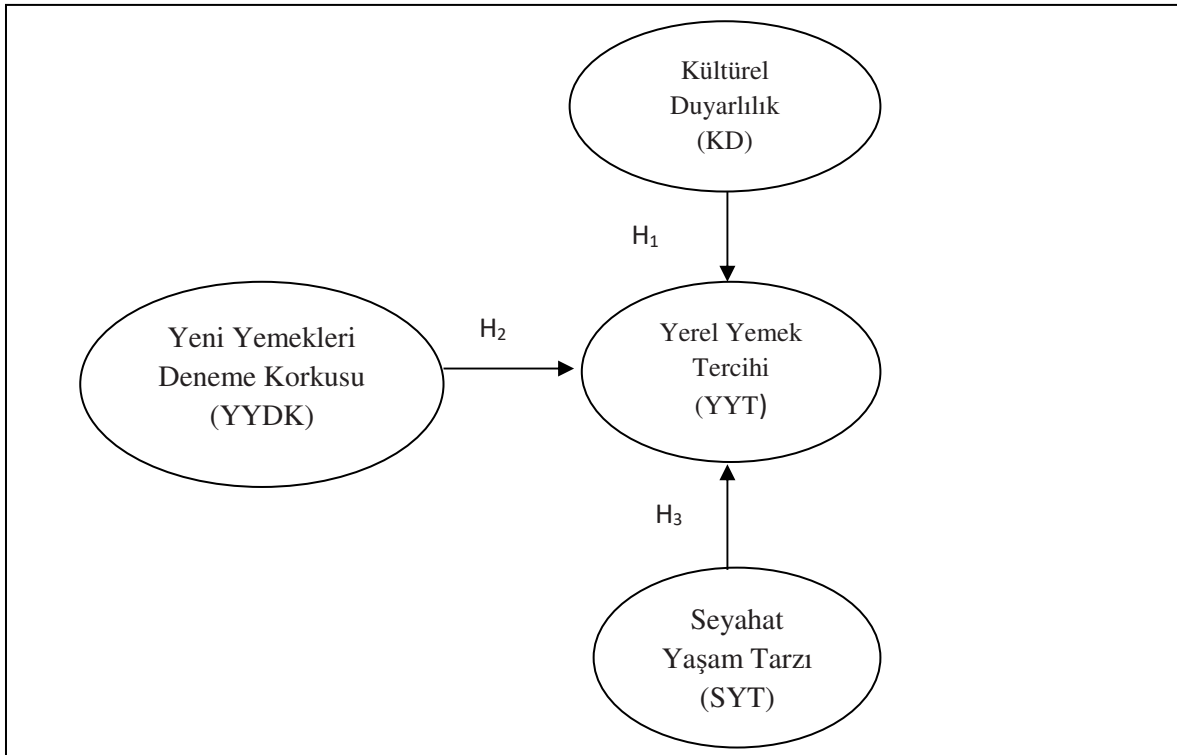 Kültürel
Duyarlılık
(KD)
H₁
Yeni Yemekleri
Deneme Korkusu
(YYDK)
H₂
Yerel Yemek
Tercihi
(YYT)
H₃
Seyahat
Yaşam Tarzı
(SYT)